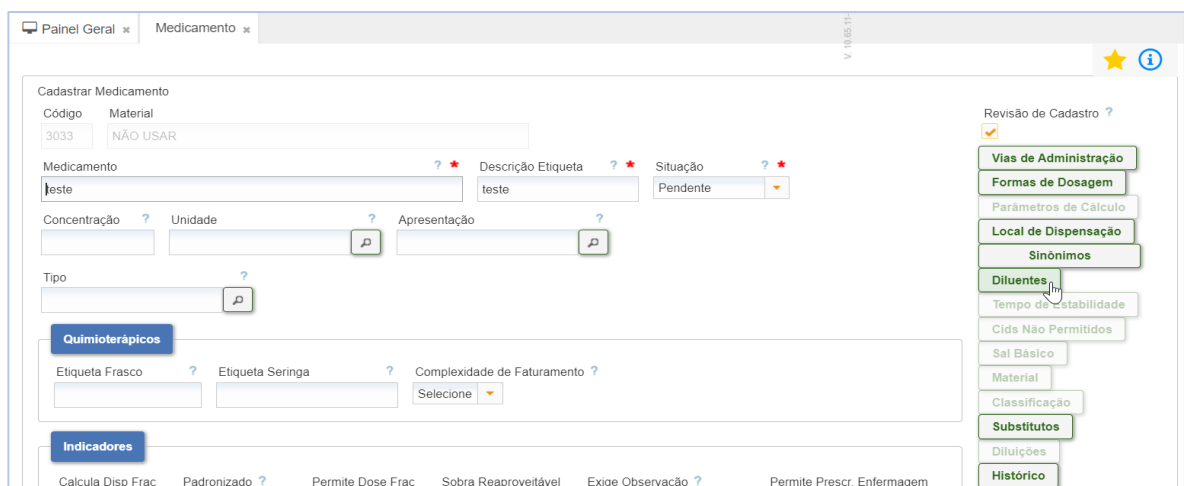 Painel Geral
Medicamento
V. 10.65.11-
Cadastrar Medicamento
Código Material
3033 NÃO USAR
Revisão de Cadastro ?
Medicamento ? * Descrição Etiqueta ? * Situação ? *
teste teste Pendente
Concentração ? Unidade ? Apresentação ?
Tipo ?
Quimioterápicos
Etiqueta Frasco ? Etiqueta Seringa ? Complexidade de Faturamento ?
Selecione
Indicadores
Calcula Disp Frac Padronizado ? Permite Dose Frac Sobra Reaproveitável Exige Observação ? Permite Prescr. Enfermagem
Vias de Administração
Formas de Dosagem
Parâmetros de Cálculo
Local de Dispensação
Sinônimos
Diluentes
Tempo de Estabilidade
Cids Não Permitidos
Sal Básico
Material
Classificação
Substitutos
Diluições
Histórico